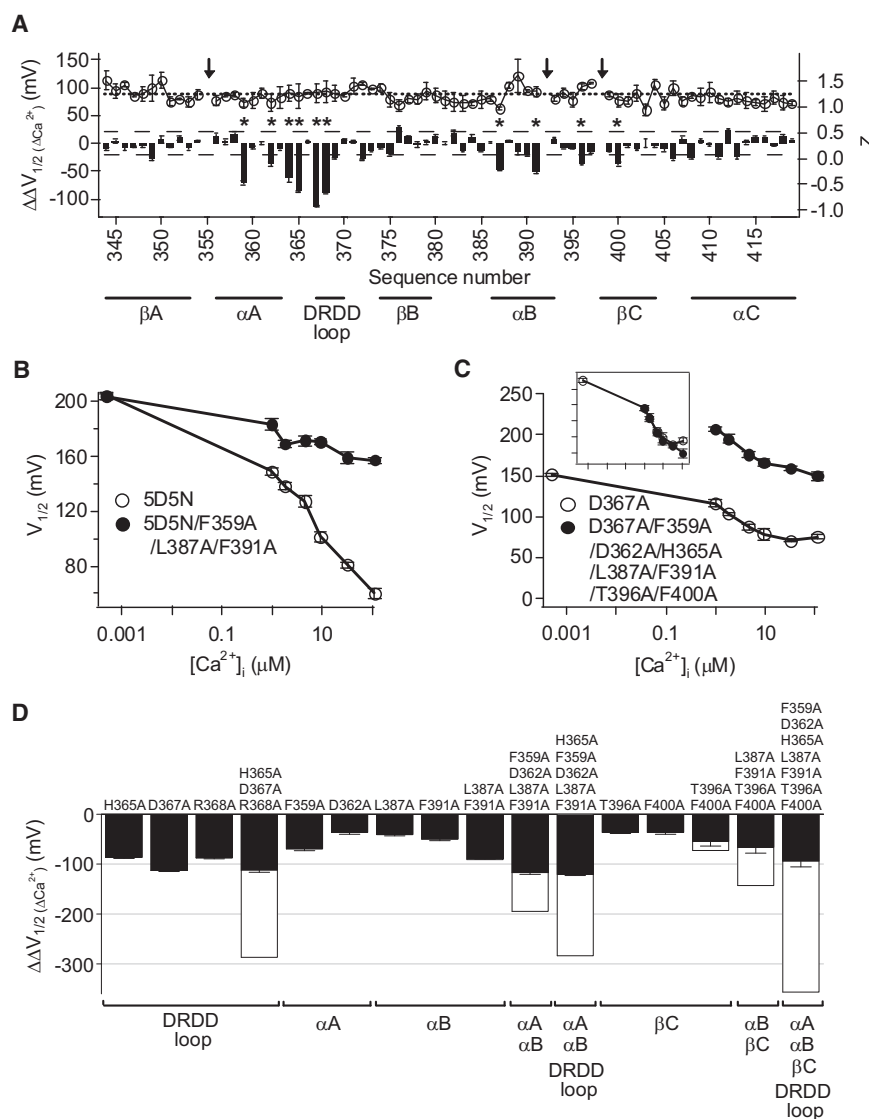 A
150
100
50
0
-50
-100
ΔΔV1/2 (ΔCa 2+) (mV)
1.5
1.0
0.5
0.0
-0.5
-1.0
z
* * ** ** * * * *
345 350 355 360 365 370 375 380 385 390 395 400 405 410 415
Sequence number
βA αA DRDD loop βB αB βC αC
B
200
160
120
80
V1/2 (mV)
5D5N
5D5N/F359A
/L387A/F391A
0.001 0.1 10
[Ca2+]i (μM)
C
250
200
150
100
50
0
V1/2 (mV)
D367A
D367A/F359A
/D362A/H365A
/L387A/F391A
/T396A/F400A
0.001 0.1 10
[Ca2+]i (μM)
D
0
-100
-200
-300
ΔΔV1/2 (ΔCa2+) (mV)
H365A
D367A
R368A
H365A
D367A
R368A
F359A
D362A
L387A
F391A
L387A
F391A
F359A
D362A
L387A
F391A
H365A
F359A
D362A
L387A
F391A
T396A
F400A
T396A
F400A
L387A
F391A
T396A
F400A
F359A
D362A
H365A
L387A
F391A
T396A
F400A
DRDD
loop
αA
αB
αA
αB
αA
αB
DRDD
loop
βC
αB
βC
αA
αB
βC
DRDD
loop